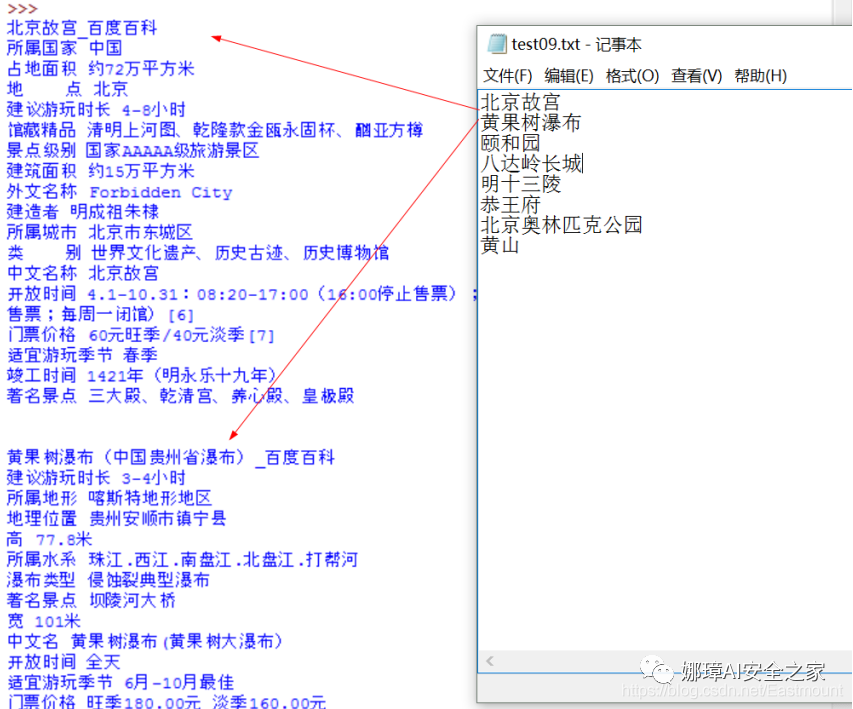 >>>
北京故宫_百度百科
所属国家 中国
占地面积 约72万平方米
地    点 北京
建议游玩时长 4-8小时
馆藏精品 清明上河图、乾隆款金瓯永固杯、酗亚方樽
景点级别 国家AAAAA级旅游景区
建筑面积 约15万平方米
外文名称 Forbidden City
建造者 明成祖朱棣
所属城市 北京市东城区
类    别 世界文化遗产、历史古迹、历史博物馆
中文名称 北京故宫
开放时间 4.1-10.31：08:20-17:00（16:00停止售票）；
售票；每周一闭馆）[6]
门票价格 60元旺季/40元淡季[7]
适宜游玩季节 春季
竣工时间 1421年（明永乐十九年）
著名景点 三大殿、乾清宫、养心殿、皇极殿
黄果树瀑布（中国贵州省瀑布）_百度百科
建议游玩时长 3-4小时
所属地形 喀斯特地形地区
地理位置 贵州安顺市镇宁县
高 77.8米
所属水系 珠江.西江.南盘江.北盘江.打帮河
瀑布类型 侵蚀裂典型瀑布
著名景点 坝陵河大桥
宽 101米
中文名 黄果树瀑布(黄果树大瀑布)
开放时间 全天
适宜游玩季节 6月-10月最佳
门票价格 旺季180.00元 淡季160.00元
test09.txt - 记事本
文件(F) 编辑(E) 格式(O) 查看(V) 帮助(H)
北京故宫
黄果树瀑布
颐和园
八达岭长城
明十三陵
恭王府
北京奥林匹克公园
黄山
娜璋AI安全之家
https://blog.csdn.net/Eastmount